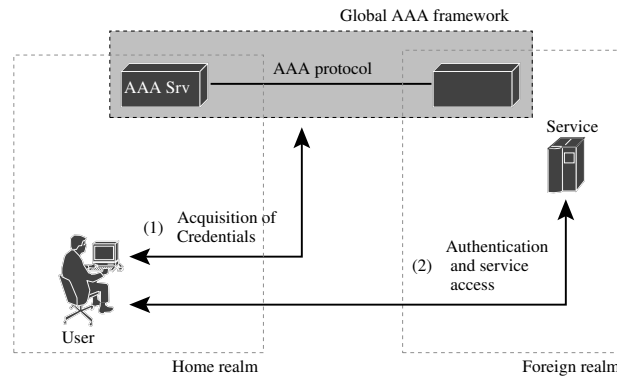 Global AAA framework
AAA protocol
AAA Srv
Service
(1)
Acquisition of
Credentials
Authentication
(2) and service
access
User
Home realm
Foreign realm